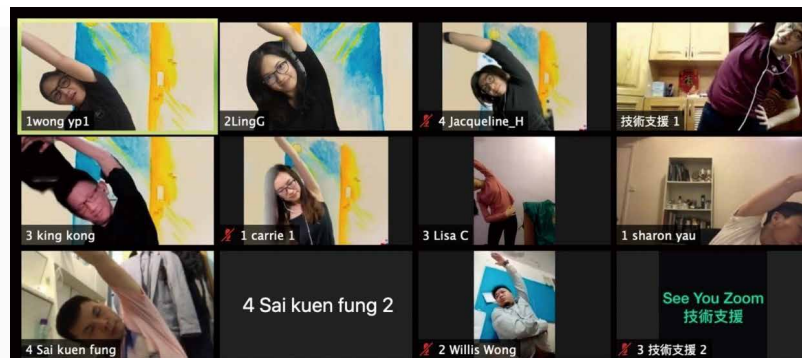 1wong yp1
2LingG
4 Jacqueline_H
技術支援 1
3 king kong
1 carrie 1
3 Lisa C
1 sharon yau
4 Sai kuen fung
4 Sai kuen fung 2
2 Willis Wong
See You Zoom
技術支援
3 技術支援 2